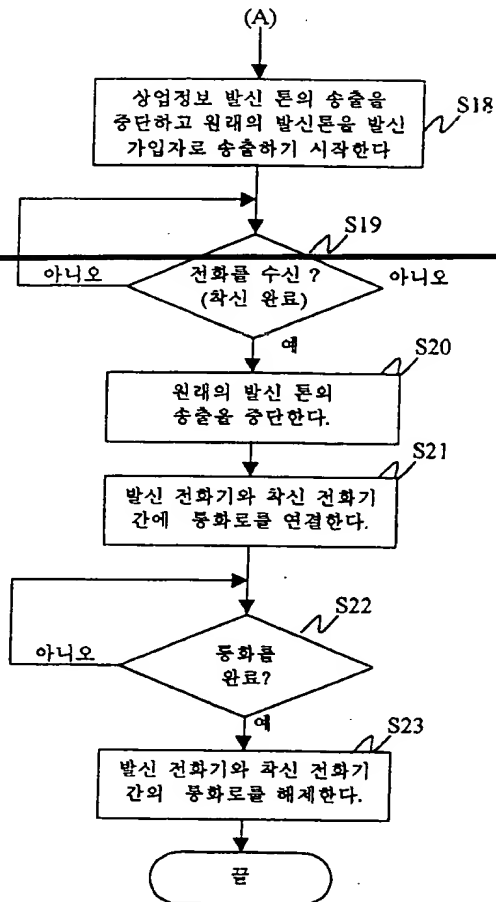 (A)
상업정보 발신 톤의 송출을
중단하고 원래의 발신톤을 발신
가입자로 송출하기 시작한다
S18
S19
아니오
전화를 수신 ?
(착신 완료)
아니오
예
S20
원래의 발신 톤의
송출을 중단한다.
S21
발신 전화기와 착신 전화기
간에 통화로를 연결한다.
S22
아니오
통화를
완료?
예
S23
발신 전화기와 착신 전화기
간의 통화로를 해제한다.
끝